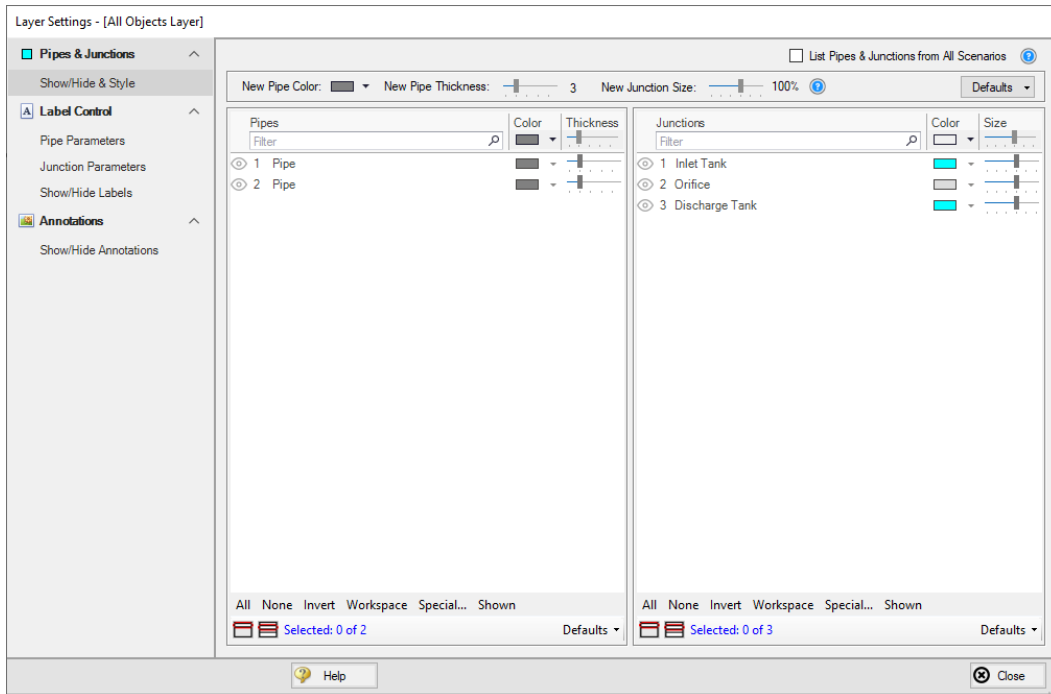 Layer Settings - [All Objects Layer]
Pipes & Junctions
Show/Hide & Style
A Label Control
Pipe Parameters
Junction Parameters
Show/Hide Labels
Annotations
Show/Hide Annotations
List Pipes & Junctions from All Scenarios ?
New Pipe Color: New Pipe Thickness: 3 New Junction Size: 100% ? Defaults
Pipes Color Thickness
Filter
1 Pipe
2 Pipe
All None Invert Workspace Special... Shown
Selected: 0 of 2 Defaults
Junctions Color Size
Filter
1 Inlet Tank
2 Orifice
3 Discharge Tank
All None Invert Workspace Special... Shown
Selected: 0 of 3 Defaults
? Help
Close